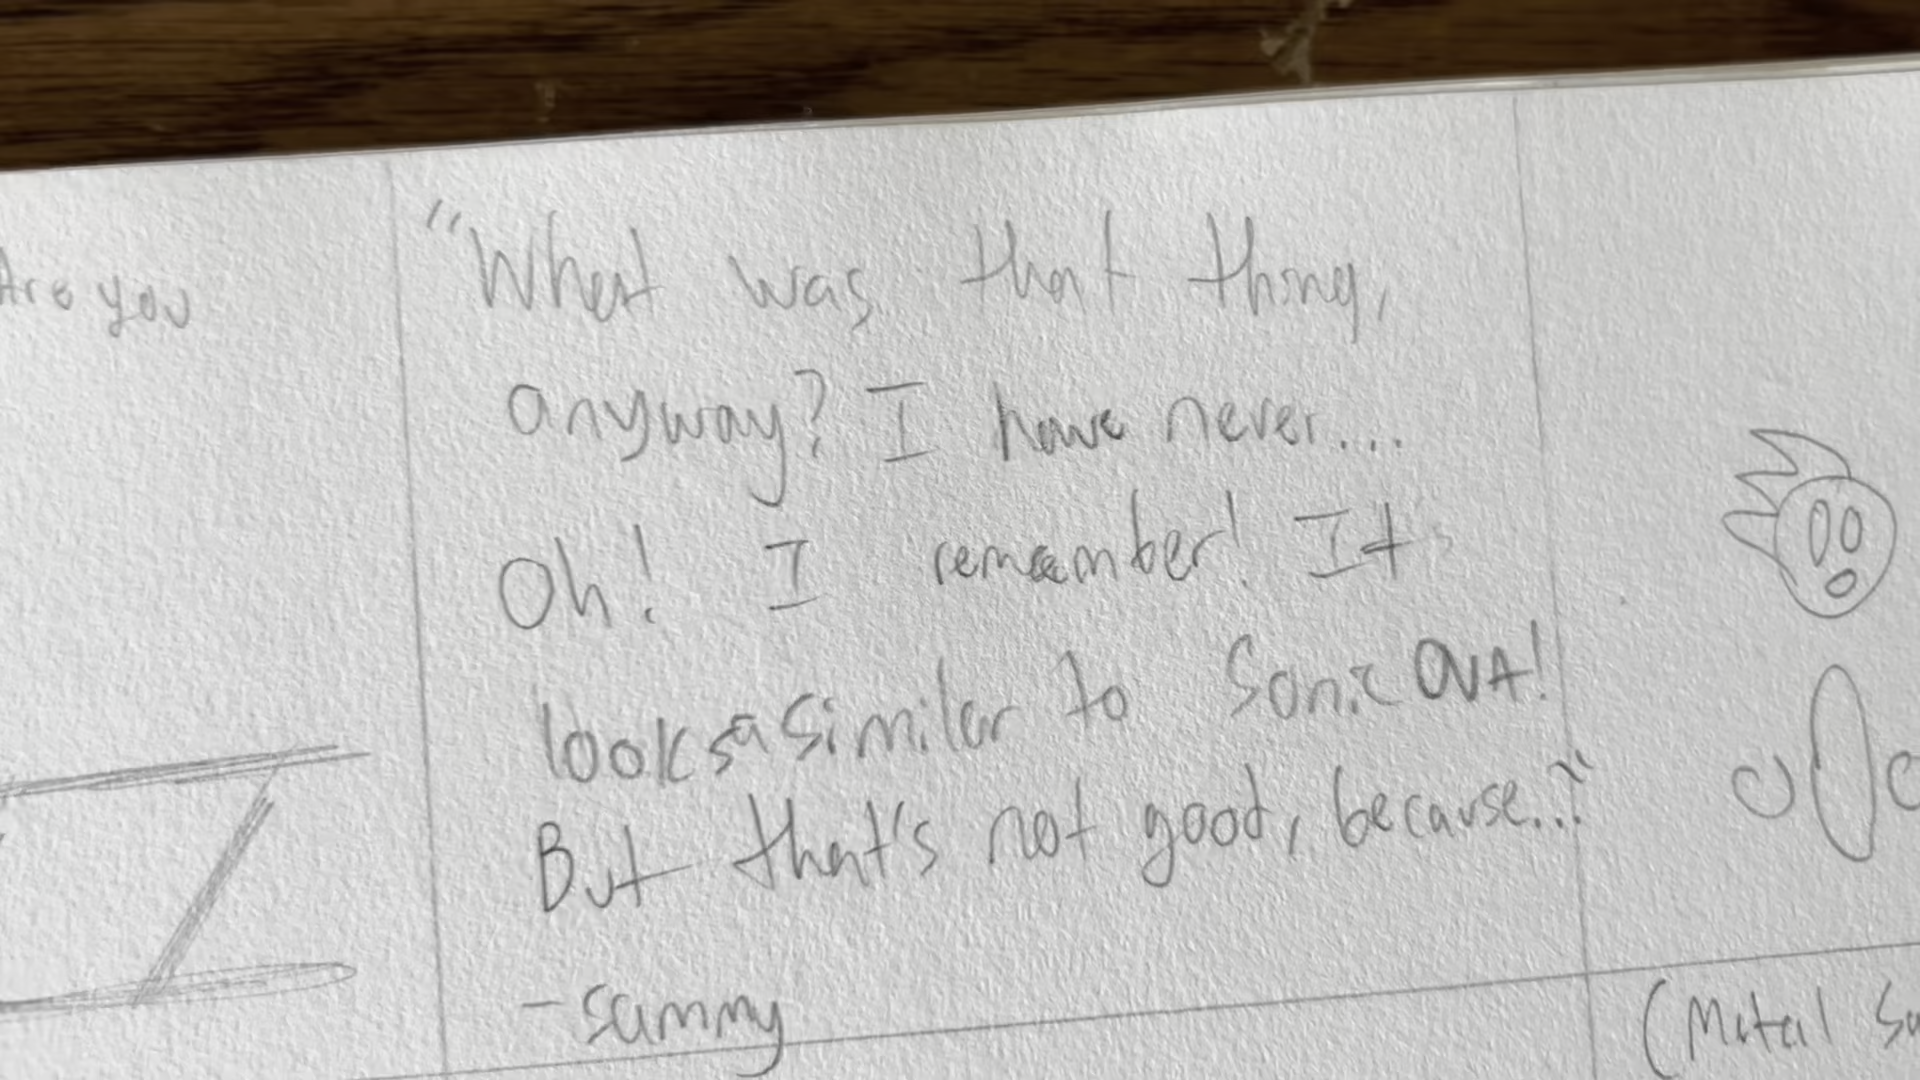 Are you
"What was that thing,
anyway? I have never....
Oh! I remember! It
looks similar to Sonic OVA!
But that's not good, because..."
-Sammy
(Metal